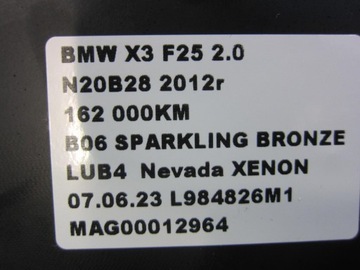 BMW X3 F25 2.0
N20B28 2012r
162 000KM
B06 SPARKLING BRONZE
LUB4 Nevada XENON
07.06.23 L984826M1
MAG00012964